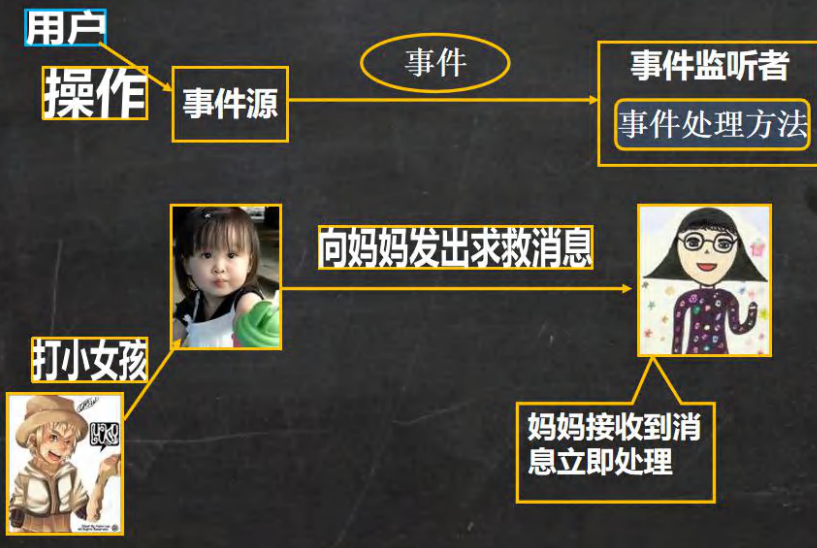 用户
操作
事件源
事件
事件监听者
事件处理方法
向妈妈发出求救消息
打小女孩
妈妈接收到消
息立即处理